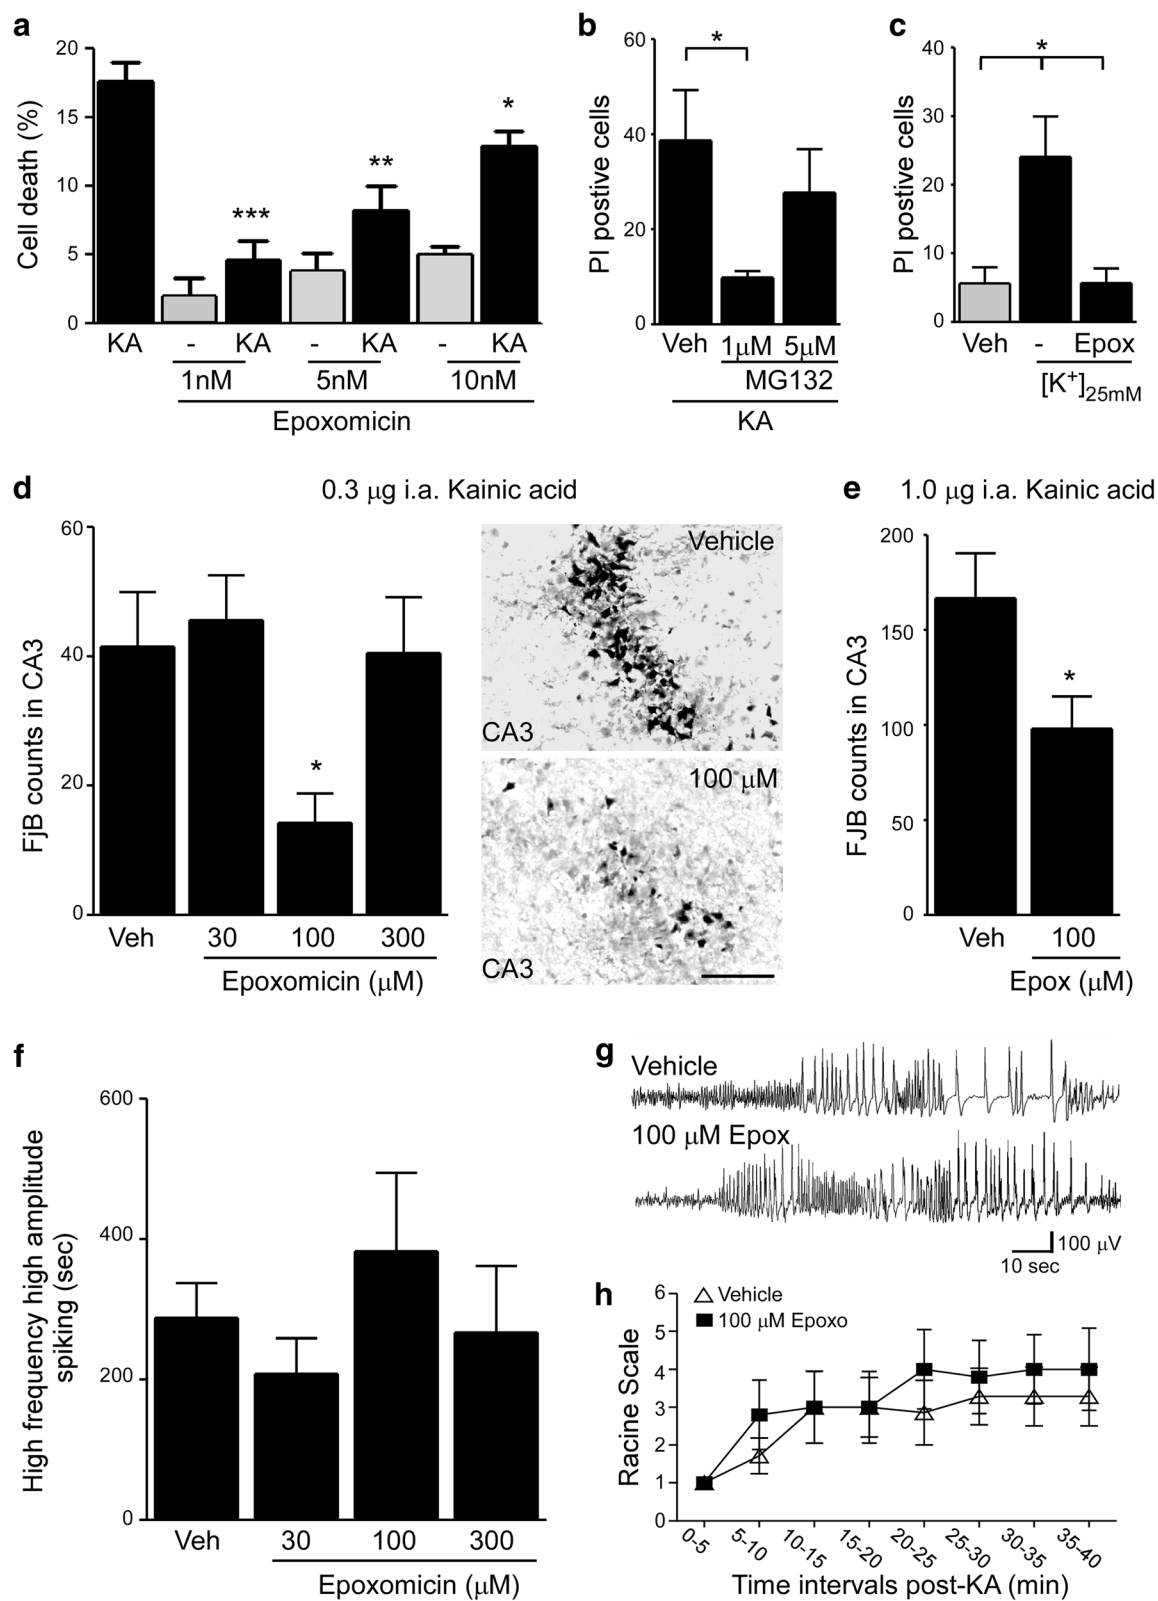 a
Cell death (%)
20
15
10
5
0
***
**
*
KA - KA - KA - KA
1nM 5nM 10nM
Epoxomicin
b
PI postive cells
60
40
20
0
*
Veh 1μM 5μM
MG132
KA
c
PI postive cells
40
30
20
10
0
*
Veh - Epox
[K+]25mM
d
0.3 μg i.a. Kainic acid
FjB counts in CA3
60
40
20
0
*
Veh 30 100 300
Epoxomicin (μM)
Vehicle
CA3
100 μM
CA3
e
1.0 μg i.a. Kainic acid
FJB counts in CA3
200
150
100
50
0
*
Veh 100
Epox (μM)
f
High frequency high amplitude
spiking (sec)
600
400
200
0
Veh 30 100 300
Epoxomicin (μM)
g
Vehicle
100 μM Epox
100 μV
10 sec
h
Racine Scale
6
5
4
3
2
1
0
Vehicle
100 μM Epoxo
0-5 5-10 10-15 15-20 20-25 25-30 30-35 35-40
Time intervals post-KA (min)